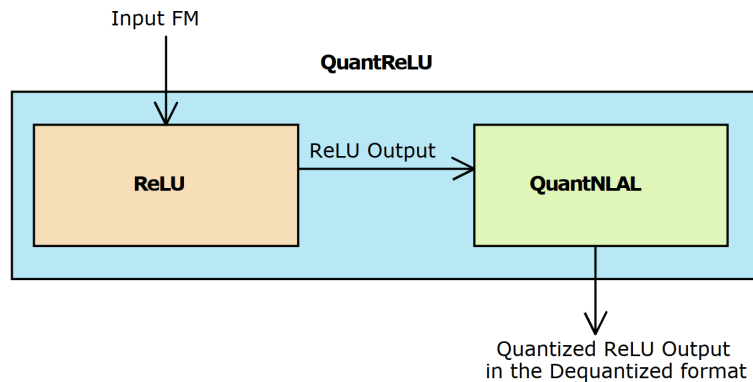 Input FM
QuantReLU
ReLU
ReLU Output
QuantNLAL
Quantized ReLU Output
in the Dequantized format